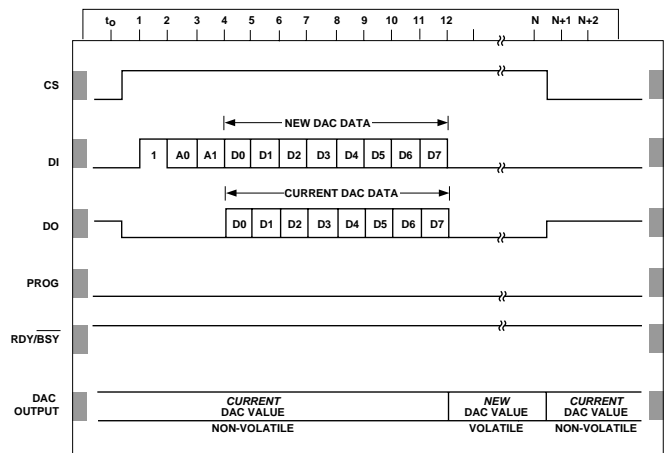 to 1 2 3 4 5 6 7 8 9 10 11 12 N N+1 N+2
CS
NEW DAC DATA
DI 1 A0 A1 D0 D1 D2 D3 D4 D5 D6 D7
CURRENT DAC DATA
DO D0 D1 D2 D3 D4 D5 D6 D7
PROG
RDY/BSY
DAC OUTPUT
CURRENT DAC VALUE
NON-VOLATILE
NEW DAC VALUE
VOLATILE
CURRENT DAC VALUE
NON-VOLATILE